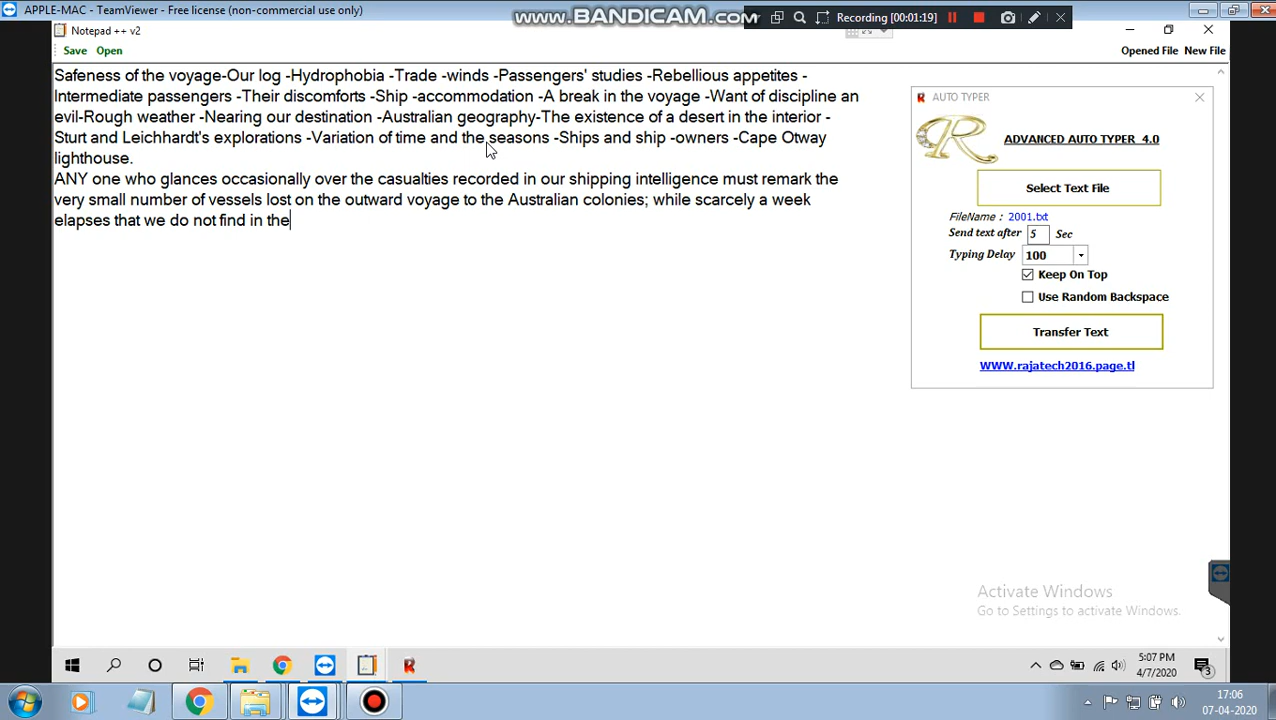 APPLE-MAC - TeamViewer - Free license (non-commercial use only)
www.BANDICAM.com
Recording [00:01:19]
Notepad ++ v2
Save Open
Opened File New File
Safeness of the voyage-Our log -Hydrophobia -Trade -winds -Passengers' studies -Rebellious appetites -
Intermediate passengers -Their discomforts -Ship -accommodation -A break in the voyage -Want of discipline an
evil-Rough weather -Nearing our destination -Australian geography-The existence of a desert in the interior -
Sturt and Leichhardt's explorations -Variation of time and the seasons -Ships and ship -owners -Cape Otway
lighthouse.
ANY one who glances occasionally over the casualties recorded in our shipping intelligence must remark the
very small number of vessels lost on the outward voyage to the Australian colonies; while scarcely a week
elapses that we do not find in the
AUTO TYPER
R
ADVANCED AUTO TYPER 4.0
Select Text File
FileName : 2001.txt
Send text after 5 Sec
Typing Delay 100
Keep On Top
Use Random Backspace
Transfer Text
WWW.rajatech2016.page.tl
Activate Windows
Go to Settings to activate Windows.
5:07 PM
4/7/2020
3
17:06
07-04-2020